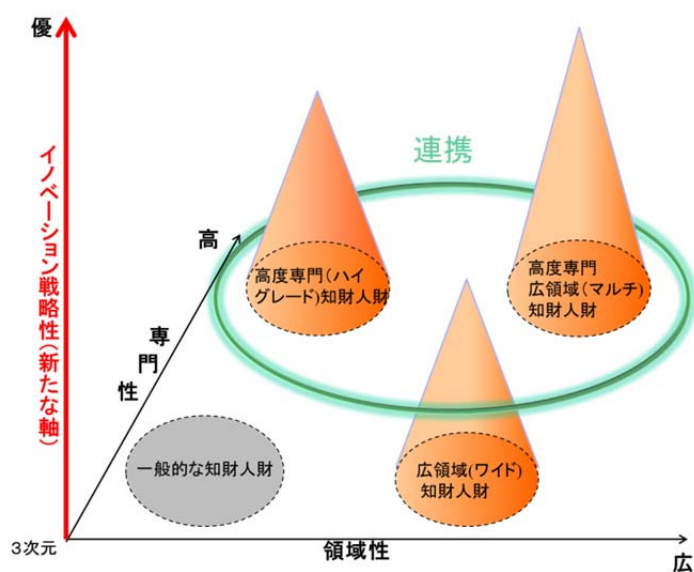 優
イノベーション戦略性(新たな軸)
連携
高
専門性
高度専門(ハイ
グレード)知財人財
高度専門
広領域(マルチ)
知財人財
一般的な知財人財
広領域(ワイド)
知財人財
3次元
領域性
広